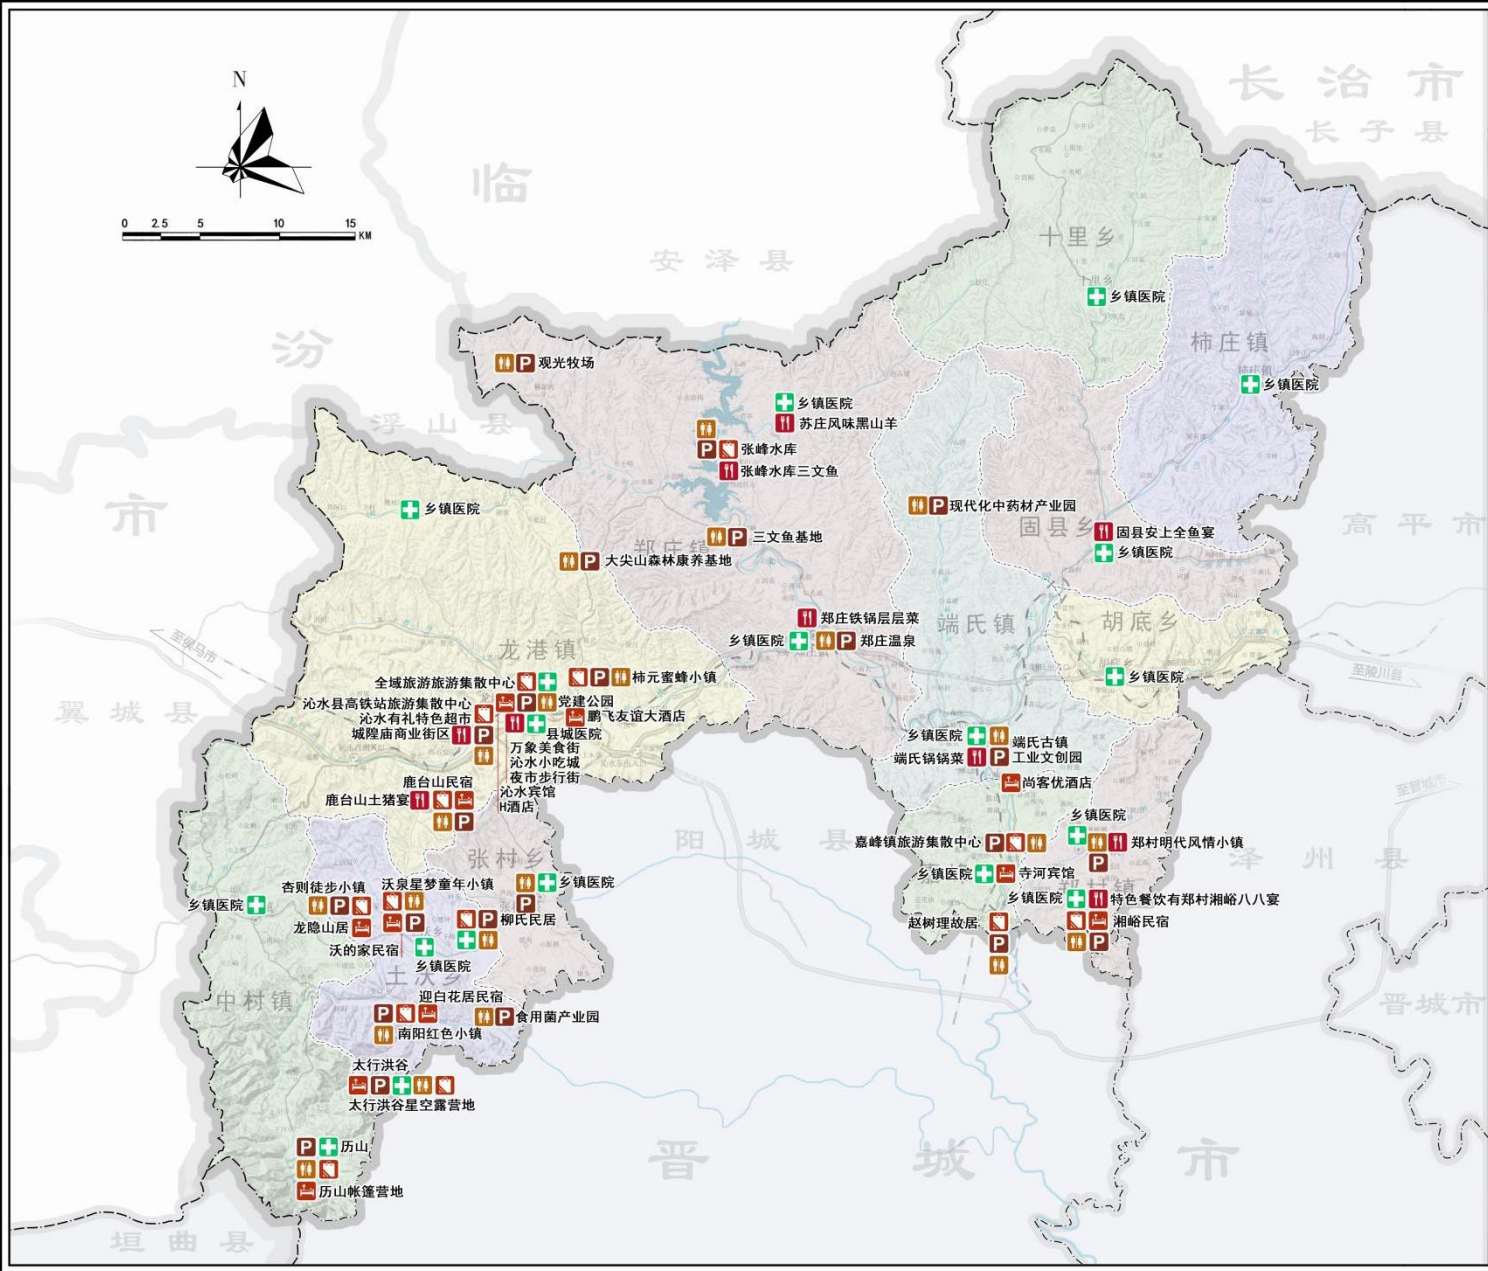 N
0 2.5 5 10 15 KM
长治市
长子县
临
安泽县
汾
浮山县
市
翼城县
垣曲县
阳城县
高平市
泽州县
晋城市
晋城市
至侯马市
至陵川县
至晋城市
十里乡
乡镇医院
柿庄镇
乡镇医院
P 观光牧场
乡镇医院
苏庄风味黑山羊
P 张峰水库
张峰水库三文鱼
乡镇医院
P 现代化中药材产业园
固县乡
固县安上全鱼宴
乡镇医院
P 三文鱼基地
郑庄镇
P 大尖山森林康养基地
郑庄铁锅层层菜
乡镇医院 P 郑庄温泉
端氏镇
胡底乡
乡镇医院
龙港镇
全域旅游旅游集散中心
P 柿元蜜蜂小镇
沁水县高铁站旅游集散中心 P 党建公园
沁水有礼特色超市
鹏飞友谊大酒店
城隍庙商业街区 P
县城医院
万象美食街
沁水小吃城
夜市步行街
沁水宾馆
H酒店
鹿台山民宿
鹿台山土猪宴
P
乡镇医院
端氏古镇
端氏锅锅菜 P 工业文创园
尚客优酒店
嘉峰镇旅游集散中心 P
乡镇医院
郑村明代风情小镇
P
乡镇医院 寺河宾馆
郑村镇
乡镇医院 特色餐饮有郑村湘峪八八宴
赵树理故居
P
湘峪民宿
P
张村乡
乡镇医院
P
杏则徒步小镇
P
沃泉星梦童年小镇
P
乡镇医院
龙隐山居
沃的家民宿
P 柳氏民居
乡镇医院
土沃乡
中村镇
迎白花居民宿
P
南阳红色小镇
P 食用菌产业园
太行洪谷
P
太行洪谷星空露营地
P 历山
历山帐篷营地